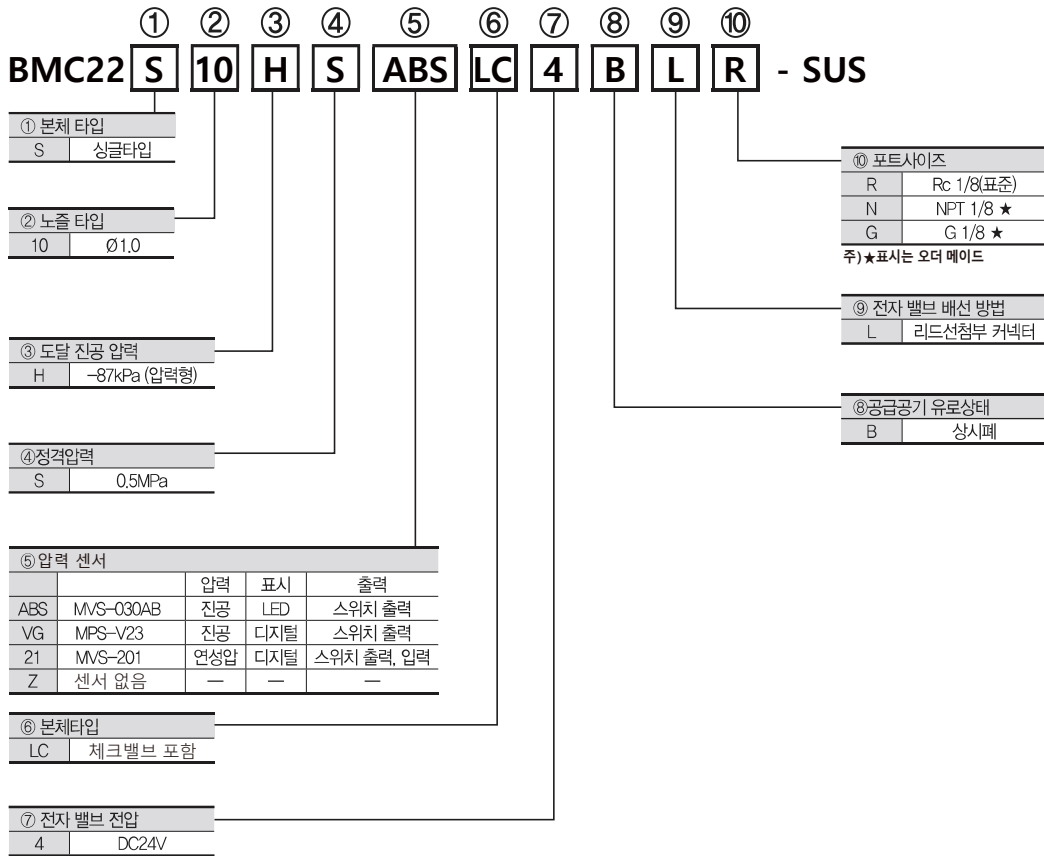 ① ② ③ ④ ⑤ ⑥ ⑦ ⑧ ⑨ ⑩
BMC22 S 10 H S ABS LC 4 B L R - SUS
① 본체 타입
S 싱글타입
② 노즐 타입
10 Ø1.0
③ 도달 진공 압력
H -87kPa (압력형)
④정격압력
S 0.5MPa
⑤압력 센서
압력 표시 출력
ABS MVS-030AB 진공 LED 스위치 출력
VG MPS-V23 진공 디지털 스위치 출력
21 MVS-201 연성압 디지털 스위치 출력, 입력
Z 센서 없음 — — —
⑥ 본체타입
LC 체크밸브 포함
⑦ 전자 밸브 전압
4 DC24V
⑩ 포트사이즈
R Rc 1/8(표준)
N NPT 1/8 ★
G G 1/8 ★
주)★표시는 오더 메이드
⑨ 전자 밸브 배선 방법
L 리드선첨부 커넥터
⑧공급공기 유로상태
B 상시폐